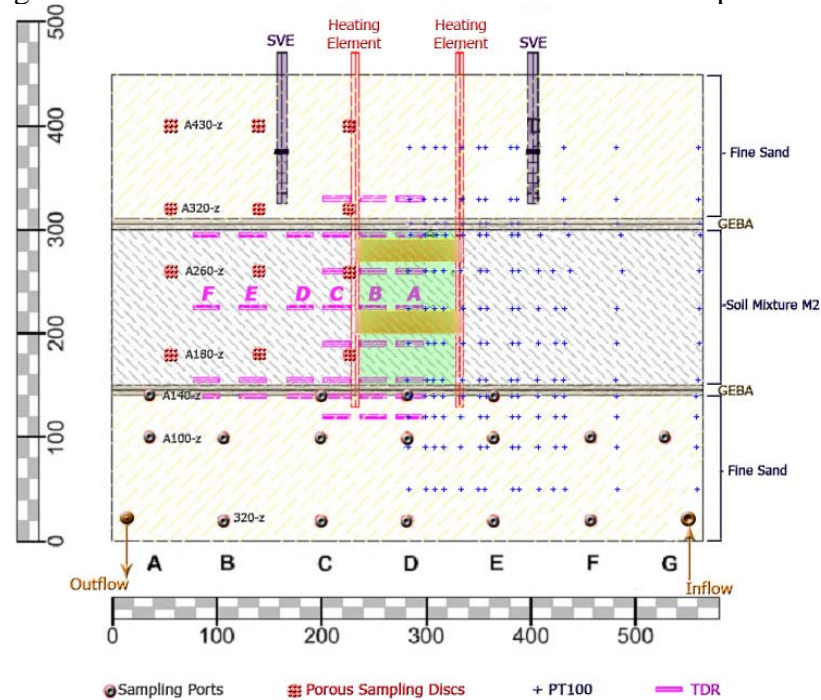 500
400
300
200
100
0
SVE
Heating
Element
Heating
Element
SVE
A430-z
Fine Sand
A320-z
GEBA
A260-z
F E D C B A
Soil Mixture M2
A180-z
GEBA
A140-z
A100-z
Fine Sand
320-z
A B C D E F G
Outflow
Inflow
0 100 200 300 400 500
Sampling Ports
Porous Sampling Discs
+ PT100
TDR